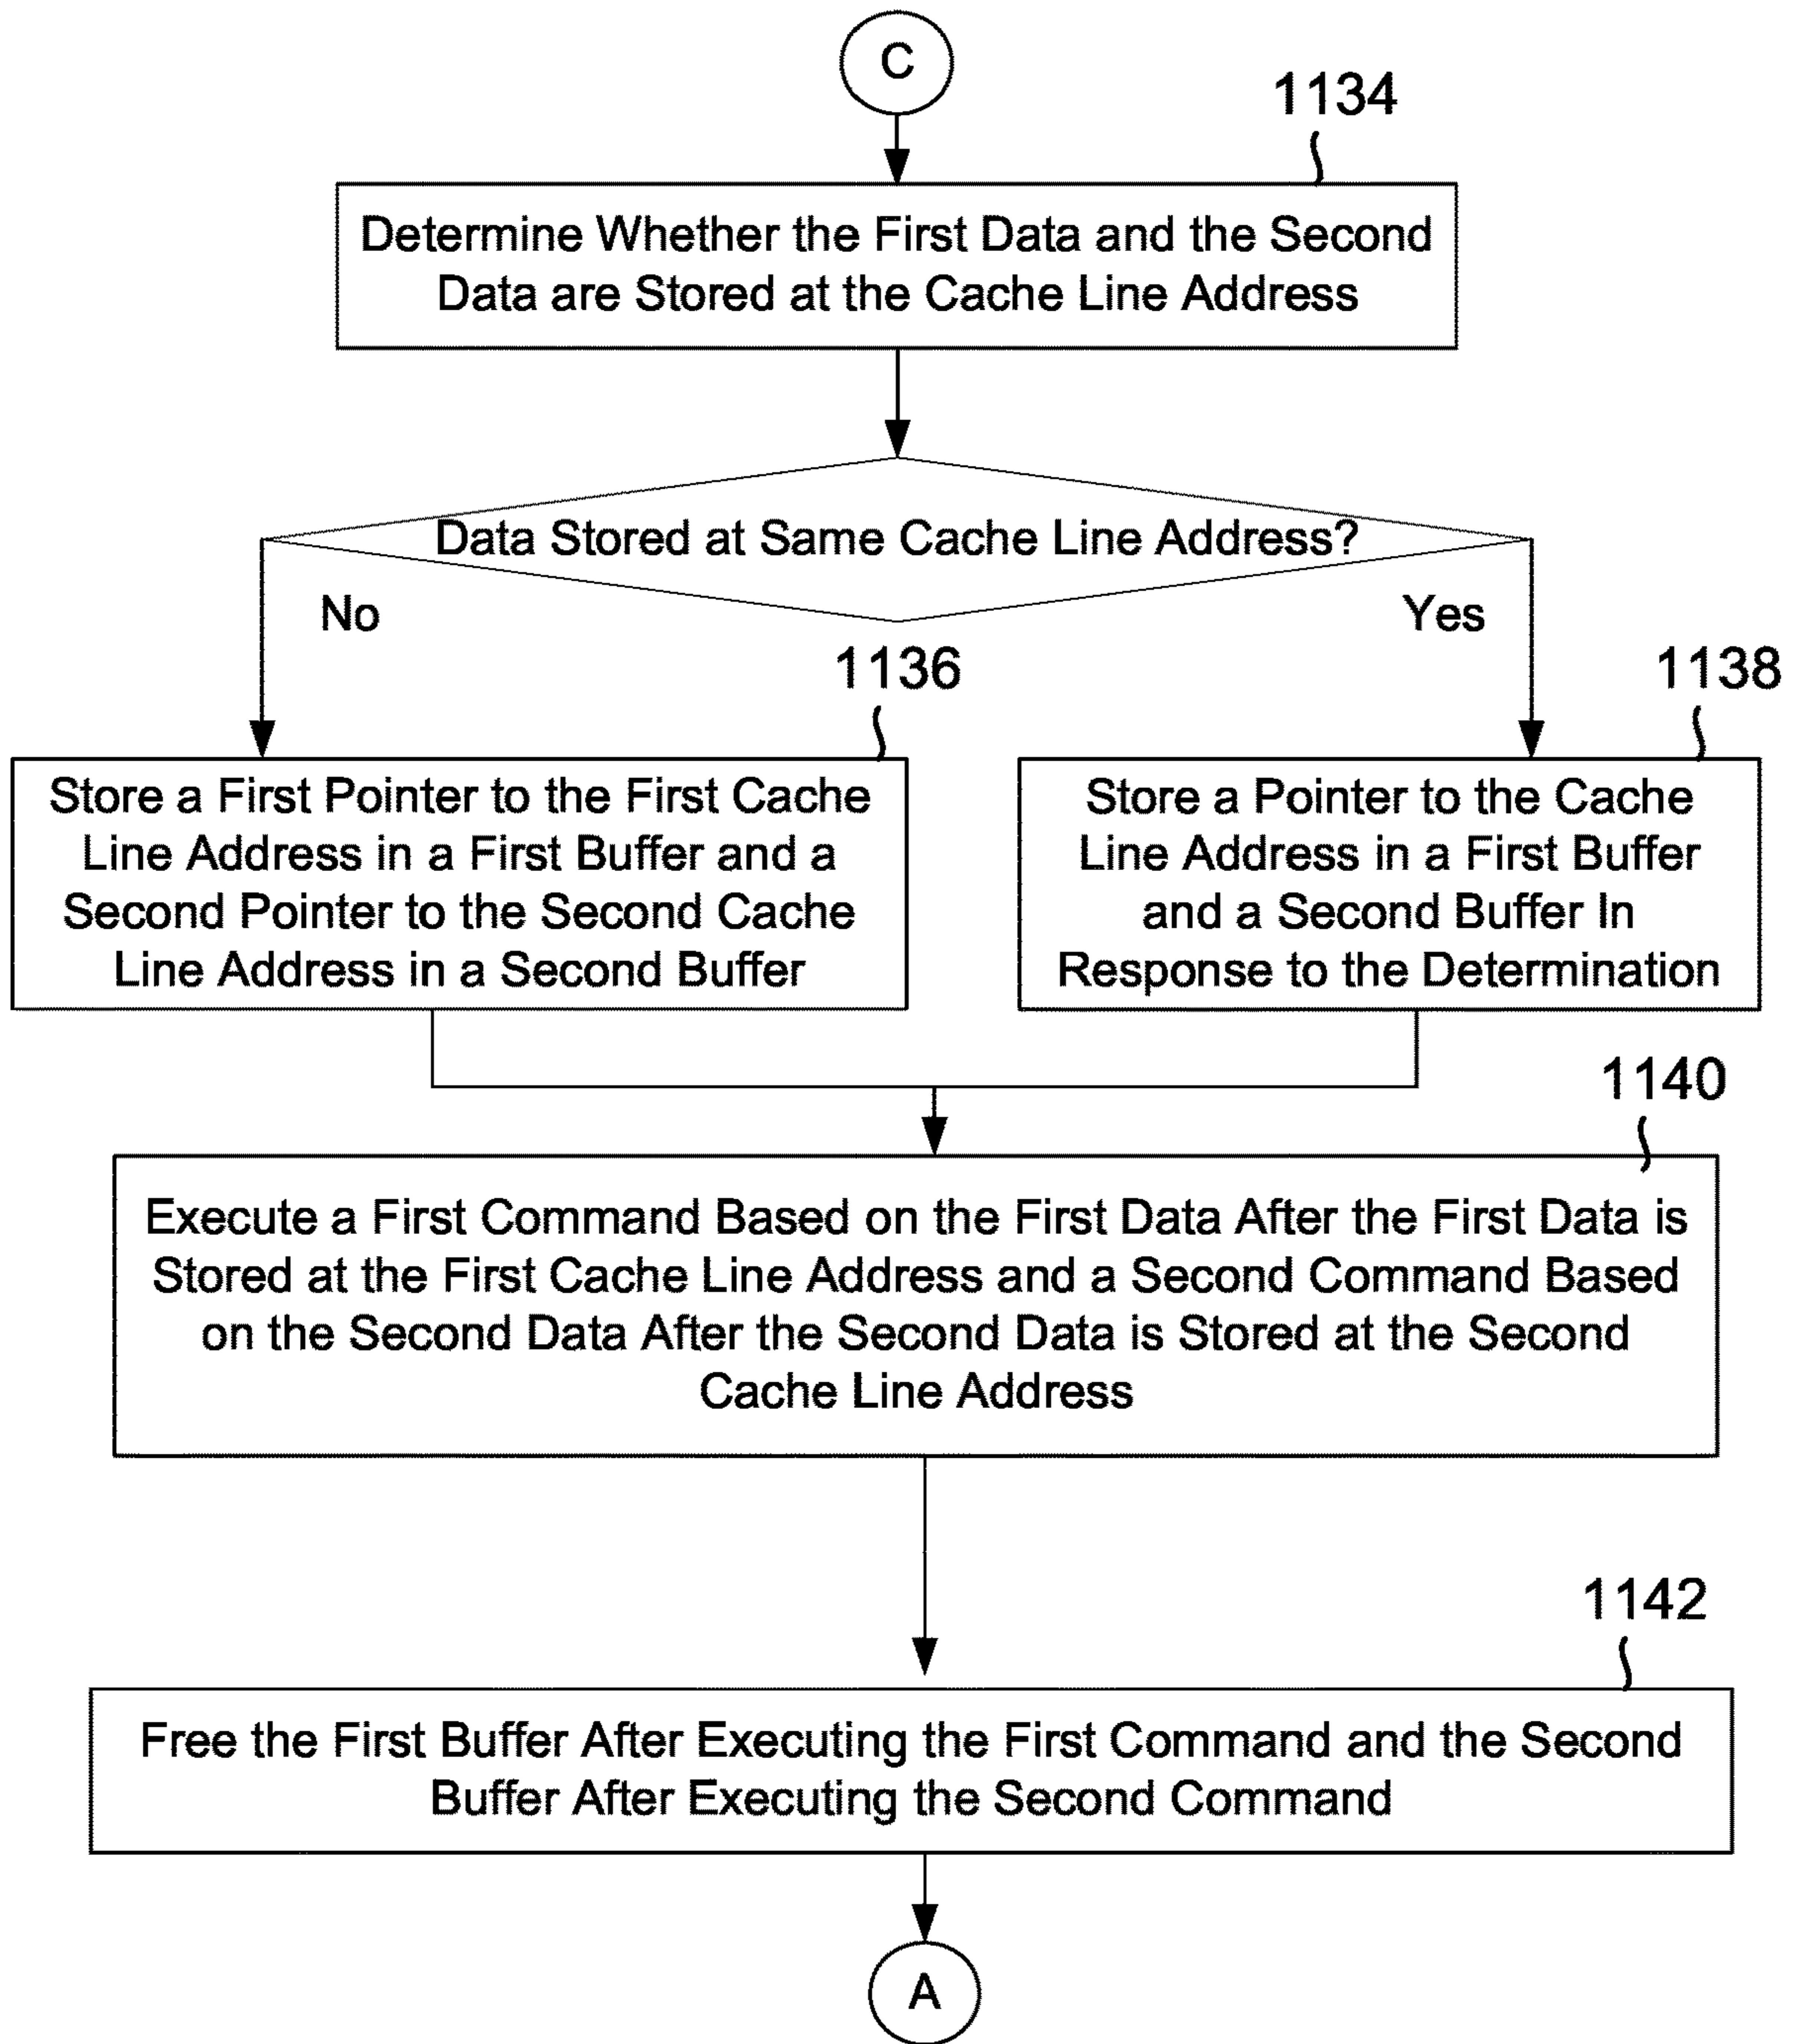 C
1134
Determine Whether the First Data and the Second
Data are Stored at the Cache Line Address
Data Stored at Same Cache Line Address?
No
Yes
1136
Store a First Pointer to the First Cache
Line Address in a First Buffer and a
Second Pointer to the Second Cache
Line Address in a Second Buffer
1138
Store a Pointer to the Cache
Line Address in a First Buffer
and a Second Buffer In
Response to the Determination
1140
Execute a First Command Based on the First Data After the First Data is
Stored at the First Cache Line Address and a Second Command Based
on the Second Data After the Second Data is Stored at the Second
Cache Line Address
1142
Free the First Buffer After Executing the First Command and the Second
Buffer After Executing the Second Command
A